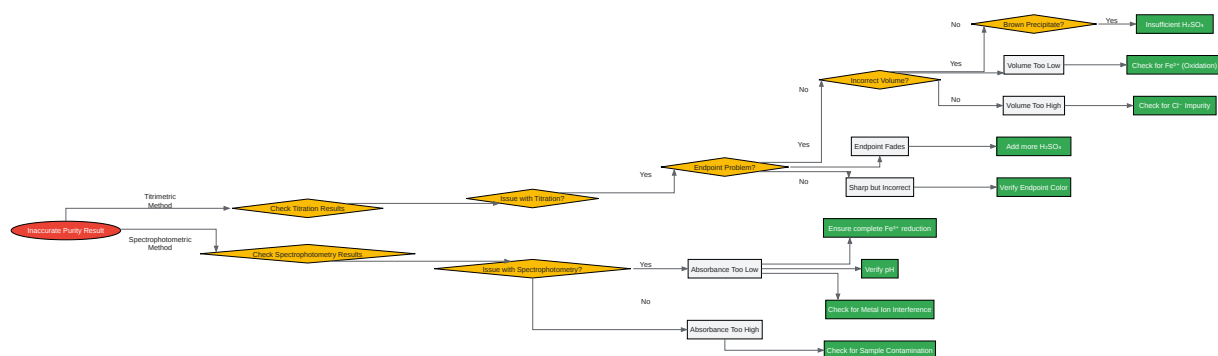 No
Brown Precipitate?
Yes
Insufficient H₂SO₄
Yes
Volume Too Low
Check for Fe²⁺ (Oxidation)
Incorrect Volume?
No
No
Volume Too High
Check for Cl⁻ Impurity
Yes
Endpoint Fades
Add more H₂SO₄
Endpoint Problem?
Yes
No
Sharp but Incorrect
Verify Endpoint Color
Titrimetric
Method
Issue with Titration?
Check Titration Results
Inaccurate Purity Result
Spectrophotometric
Method
Ensure complete Fe³⁺ reduction
Check Spectrophotometry Results
Issue with Spectrophotometry?
Yes
Absorbance Too Low
Verify pH
No
Check for Metal Ion Interference
Absorbance Too High
Check for Sample Contamination